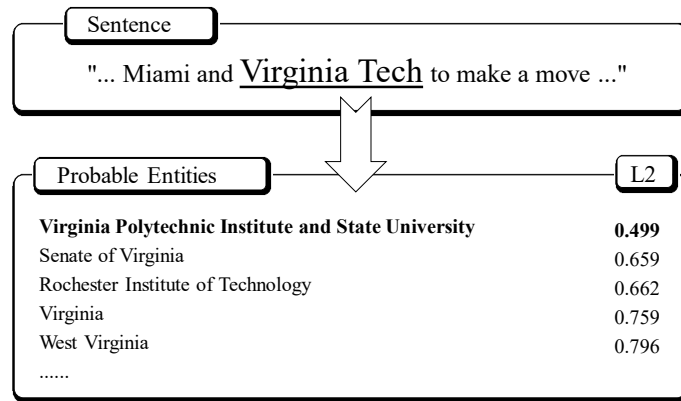 Sentence
"... Miami and Virginia Tech to make a move ..."
Probable Entities L2
Virginia Polytechnic Institute and State University 0.499
Senate of Virginia 0.659
Rochester Institute of Technology 0.662
Virginia 0.759
West Virginia 0.796
......